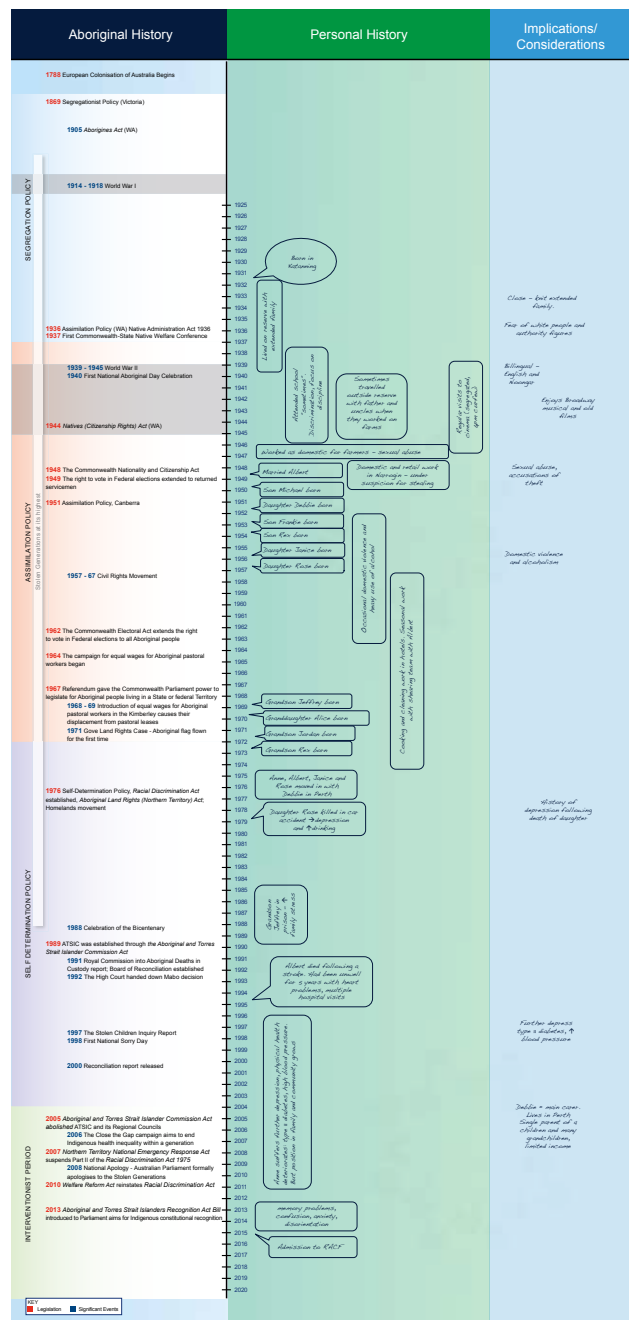 Aboriginal History
Personal History
Implications/
Considerations
1788 European Colonisation of Australia Begins
1869 Segregationist Policy (Victoria)
1905 Aborigines Act (WA)
1914 - 1918 World War I
1936 Assimilation Policy (WA) Native Administration Act 1936
1937 First Commonwealth-State Native Welfare Conference
1939 - 1945 World War II
1940 First National Aboriginal Day Celebration
1944 Natives (Citizenship Rights) Act (WA)
1948 The Commonwealth Nationality and Citizenship Act
1949 The right to vote in Federal elections extended to returned
servicemen
1951 Assimilation Policy, Canberra
1957 - 67 Civil Rights Movement
1962 The Commonwealth Electoral Act extends the right
to vote in Federal elections to all Aboriginal people
1964 The campaign for equal wages for Aboriginal pastoral
workers began
1967 Referendum gave the Commonwealth Parliament power to
legislate for Aboriginal people living in a State or federal Territory
1968 - 69 Introduction of equal wages for Aboriginal
pastoral workers in the Kimberley causes their
displacement from pastoral leases
1971 Gove Land Rights Case - Aboriginal flag flown
for the first time
1976 Self-Determination Policy, Racial Discrimination Act
established, Aboriginal Land Rights (Northern Territory) Act;
Homelands movement
1988 Celebration of the Bicentenary
1989 ATSIC was established through the Aboriginal and Torres
Strait Islander Commission Act
1991 Royal Commission into Aboriginal Deaths in
Custody report; Board of Reconciliation established
1992 The High Court handed down Mabo decision
1997 The Stolen Children Inquiry Report
1998 First National Sorry Day
2000 Reconciliation report released
2005 Aboriginal and Torres Strait Islander Commission Act
abolished ATSIC and its Regional Councils
2006 The Close the Gap campaign aims to end
Indigenous health inequality within a generation
2007 Northern Territory National Emergency Response Act
suspends Part II of the Racial Discrimination Act 1975
2008 National Apology - Australian Parliament formally
apologises to the Stolen Generations
2010 Welfare Reform Act reinstates Racial Discrimination Act
2013 Aboriginal and Torres Strait Islanders Recognition Act Bill
introduced to Parliament aims for Indigenous constitutional recognition
SEGREGATION POLICY
ASSIMILATION POLICY
Stolen Generations at its highest
SELF DETERMINATION POLICY
INTERVENTIONIST PERIOD
KEY
Legislation
Significant Events
1925
1926
1927
1928
1929
1930
1931
1932
1933
1934
1935
1936
1937
1938
1939
1940
1941
1942
1943
1944
1945
1946
1947
1948
1949
1950
1951
1952
1953
1954
1955
1956
1957
1958
1959
1960
1961
1962
1963
1964
1965
1966
1967
1968
1969
1970
1971
1972
1973
1974
1975
1976
1977
1978
1979
1980
1981
1982
1983
1984
1985
1986
1987
1988
1989
1990
1991
1992
1993
1994
1995
1996
1997
1998
1999
2000
2001
2002
2003
2004
2005
2006
2007
2008
2009
2010
2011
2012
2013
2014
2015
2016
2017
2018
2019
2020
Born in
Katanning
Lived on reserve with
extended family
Attended school
"sometimes".
Discrimination, focus on
discipline
Sometimes
travelled
outside reserve
with father and
uncles when
they worked on
farms
Regular visits to
cinema (segregated,
6pm curfew)
Worked as domestic for farmers - sexual abuse
Married Albert
Domestic and retail work
in Narrogin - under
suspicion for stealing
Son Michael born
Daughter Debbie born
Son Frankie born
Son Rex born
Daughter Janice born
Daughter Rose born
Occasional domestic violence and
heavy use of alcohol
Cooking and cleaning work in hotels. Seasonal work
with shearing team with Albert
Grandson Jeffrey born
Granddaughter Alice born
Grandson Jordan born
Grandson Rex born
Anne, Albert, Janice and
Rose moved in with
Debbie in Perth
Daughter Rose killed in car
accident → depression
and ↑ drinking
Grandson
Jeffrey in
prison - ↑
family stress
Albert died following a
stroke. Had been unwell
for 5 years with heart
problems, multiple
hospital visits
Anne suffers further depression, physical health
deteriorates: type 2 diabetes, high blood pressure.
But position in family and community grows
memory problems,
confusion, anxiety,
disorientation
Admission to RACF
Close - knit extended
family.
Fear of white people and
authority figures
Bilingual -
English and
Noongar
Enjoys Broadway
musical and old
films
Sexual abuse,
accusations of
theft
Domestic violence
and alcoholism
History of
depression following
death of daughter
Further depress
type 2 diabetes, ↑
blood pressure
Debbie = main carer.
Lives in Perth
Single parent of
children and many
grandchildren,
limited income